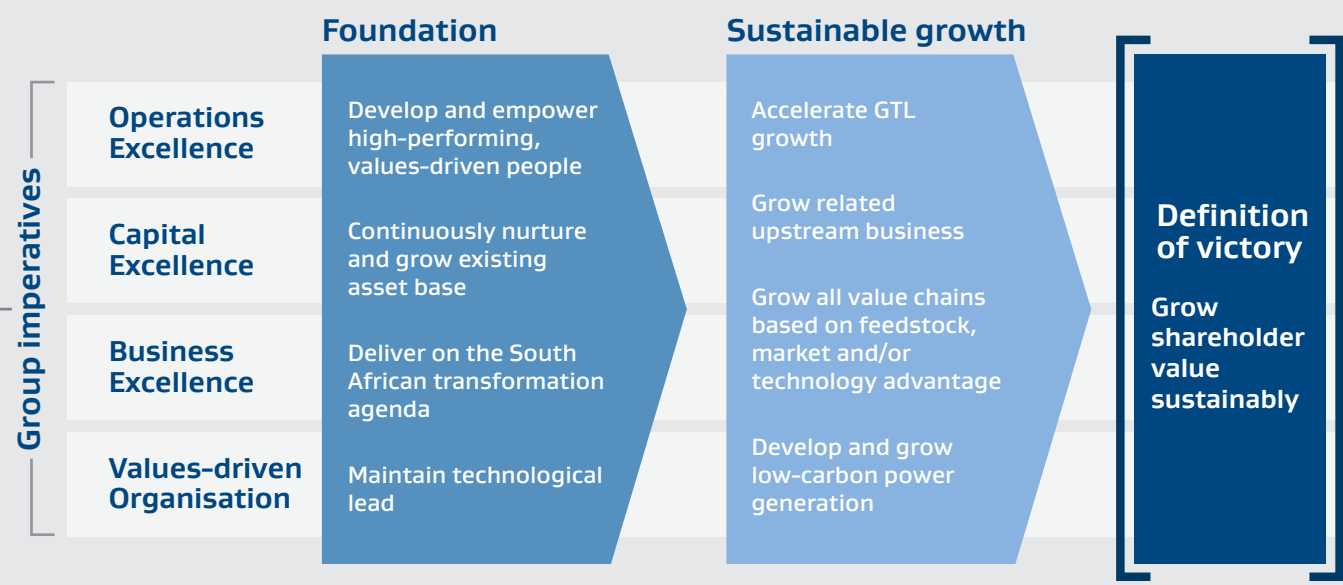 Group imperatives
Operations
Excellence
Capital
Excellence
Business
Excellence
Values-driven
Organisation
Foundation
Develop and empower
high-performing,
values-driven people
Continuously nurture
and grow existing
asset base
Deliver on the South
African transformation
agenda
Maintain technological
lead
Sustainable growth
Accelerate GTL
growth
Grow related
upstream business
Grow all value chains
based on feedstock,
market and/or
technology advantage
Develop and grow
low-carbon power
generation
Definition
of victory
Grow
shareholder
value
sustainably